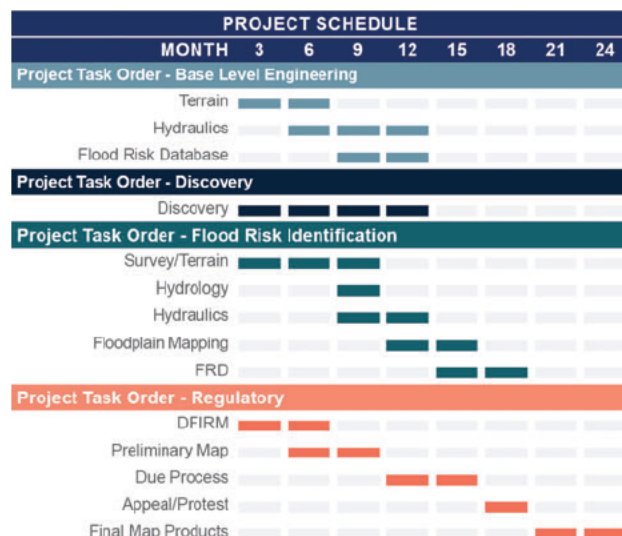 PROJECT SCHEDULE
MONTH 3 6 9 12 15 18 21 24
Project Task Order - Base Level Engineering
Terrain
Hydraulics
Flood Risk Database
Project Task Order - Discovery
Discovery
Project Task Order - Flood Risk Identification
Survey/Terrain
Hydrology
Hydraulics
Floodplain Mapping
FRD
Project Task Order - Regulatory
DFIRM
Preliminary Map
Due Process
Appeal/Protest
Final Map Products